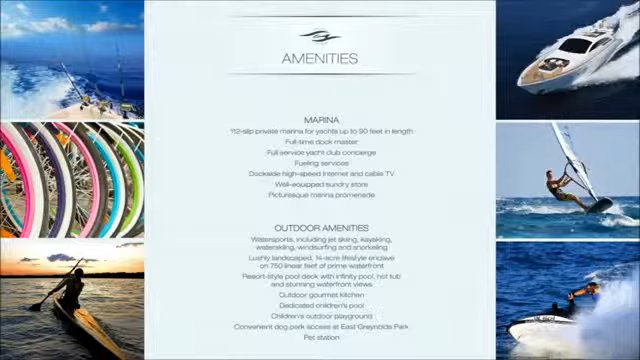 AMENITIES
MARINA
112-slip private marina for yachts up to 90 feet in length
Full-time dock master
Full service yacht club concierge
Fueling services
Dockside high-speed Internet and cable TV
Well-equipped sundry store
Picturesque marina promenade
OUTDOOR AMENITIES
Watersports, including jet skiing, kayaking,
waterskiing, windsurfing and snorkeling
Lushly landscaped, 14-acre lifestyle enclave
on 750 linear feet of prime waterfront
Resort-style pool deck with infinity pool, hot tub
and stunning waterfront views
Outdoor gourmet kitchen
Dedicated children's pool
Children's outdoor playground
Convenient dog park access at East Greynolds Park
Pet station